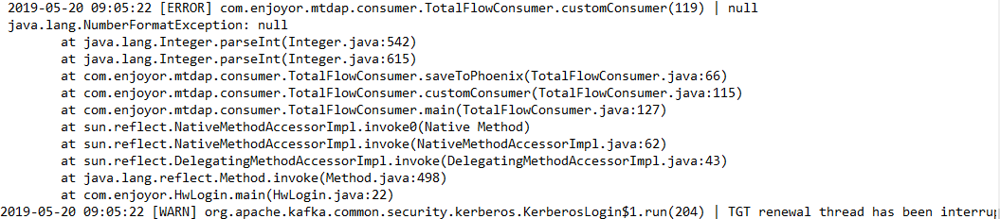 2019-05-20 09:05:22 [ERROR] com.enjoyor.mtdap.consumer.TotalFlowConsumer.customConsumer(119) | null
java.lang.NumberFormatException: null
at java.lang.Integer.parseInt(Integer.java:542)
at java.lang.Integer.parseInt(Integer.java:615)
at com.enjoyor.mtdap.consumer.TotalFlowConsumer.saveToPhoenix(TotalFlowConsumer.java:66)
at com.enjoyor.mtdap.consumer.TotalFlowConsumer.customConsumer(TotalFlowConsumer.java:115)
at com.enjoyor.mtdap.consumer.TotalFlowConsumer.main(TotalFlowConsumer.java:127)
at sun.reflect.NativeMethodAccessorImpl.invoke0(Native Method)
at sun.reflect.NativeMethodAccessorImpl.invoke(NativeMethodAccessorImpl.java:62)
at sun.reflect.DelegatingMethodAccessorImpl.invoke(DelegatingMethodAccessorImpl.java:43)
at java.lang.reflect.Method.invoke(Method.java:498)
at com.enjoyor.HwLogin.main(HwLogin.java:22)
2019-05-20 09:05:22 [WARN] org.apache.kafka.common.security.kerberos.KerberosLogin$1.run(204) | TGT renewal thread has been